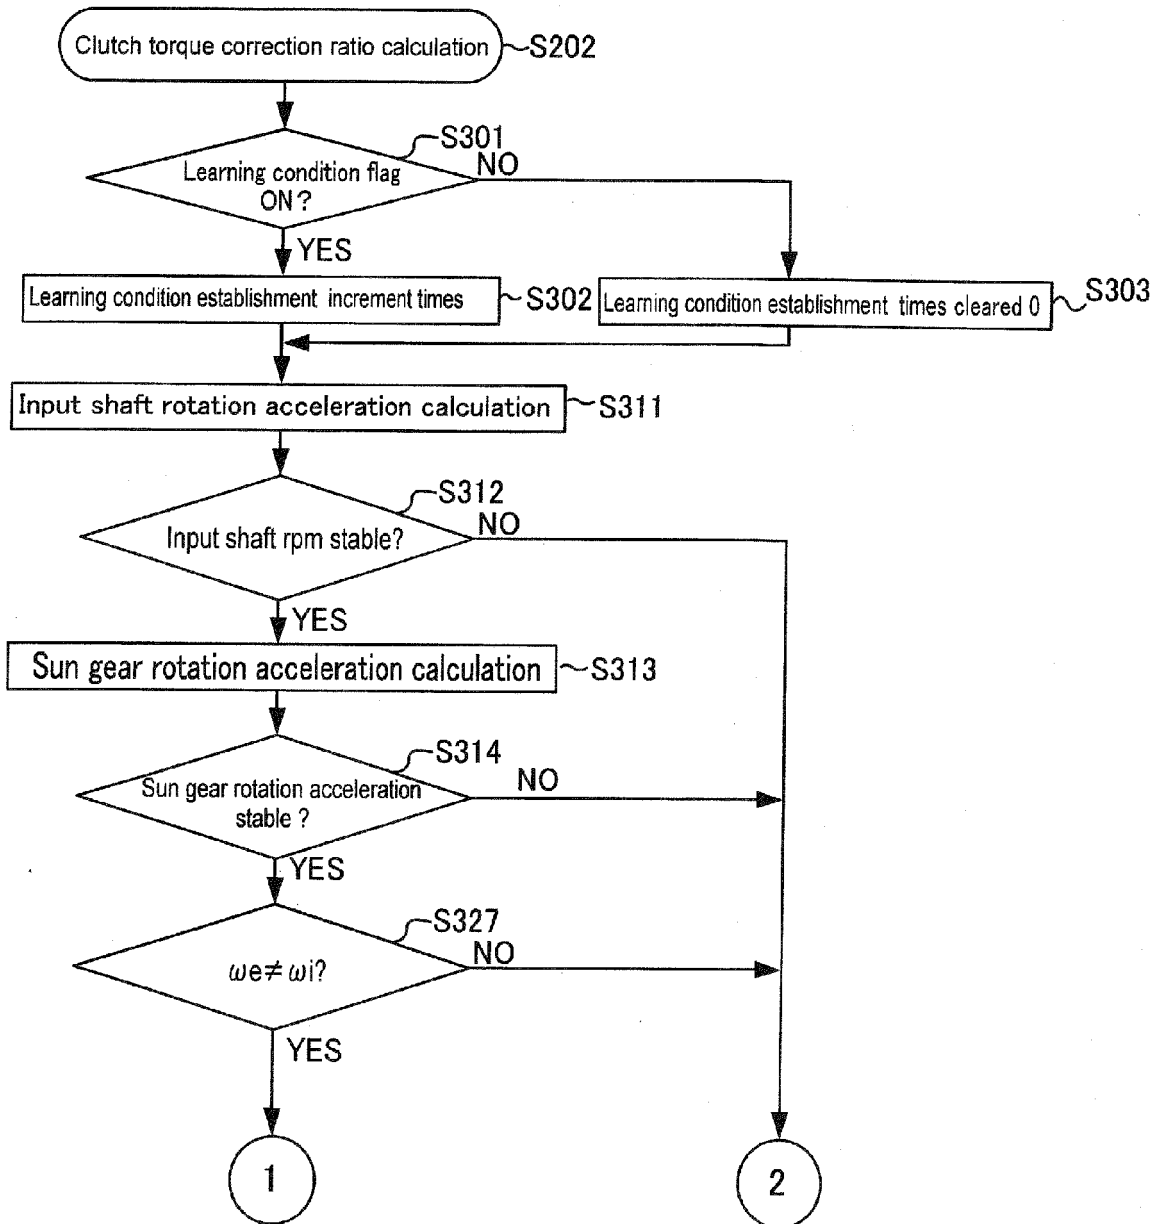 Clutch torque correction ratio calculation
S202
S301
Learning condition flag
ON?
NO
YES
Learning condition establishment increment times
S302
Learning condition establishment times cleared 0
S303
Input shaft rotation acceleration calculation
S311
S312
Input shaft rpm stable?
NO
YES
Sun gear rotation acceleration calculation
S313
S314
Sun gear rotation acceleration
stable ?
NO
YES
S327
ωe≠ωi?
NO
YES
1
2